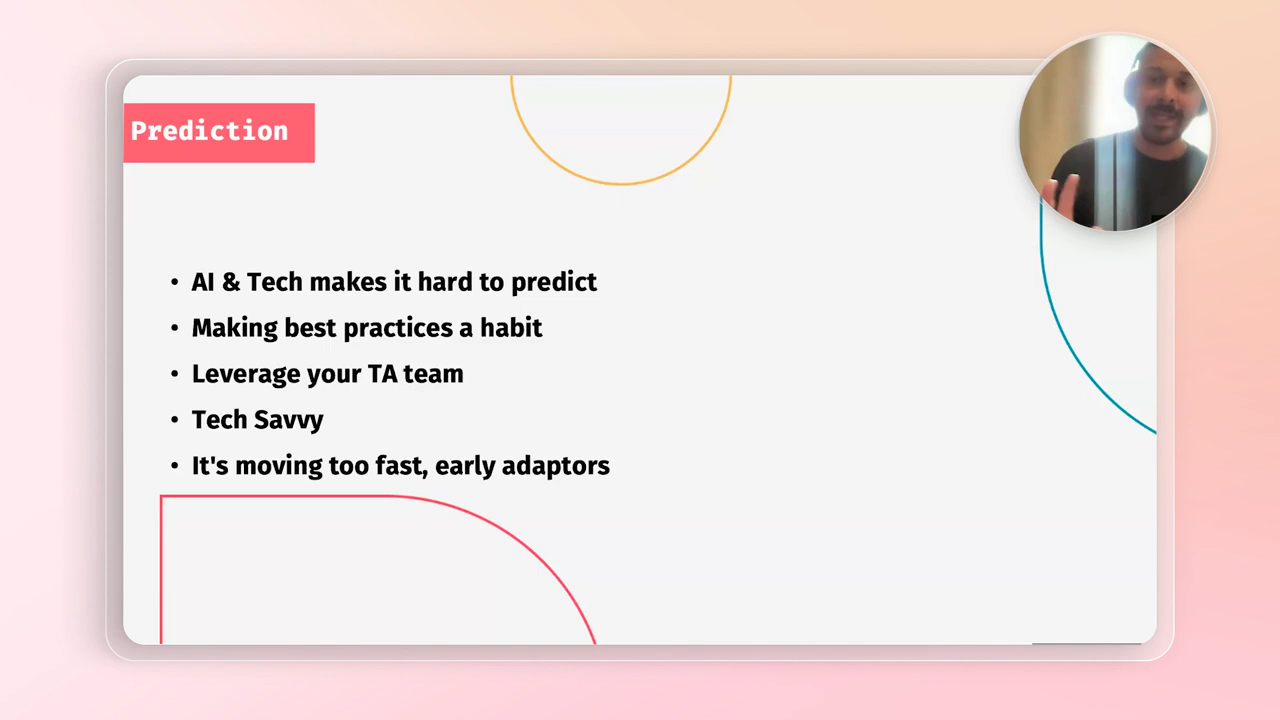 Prediction
• AI & Tech makes it hard to predict
• Making best practices a habit
• Leverage your TA team
• Tech Savvy
• It's moving too fast, early adaptors